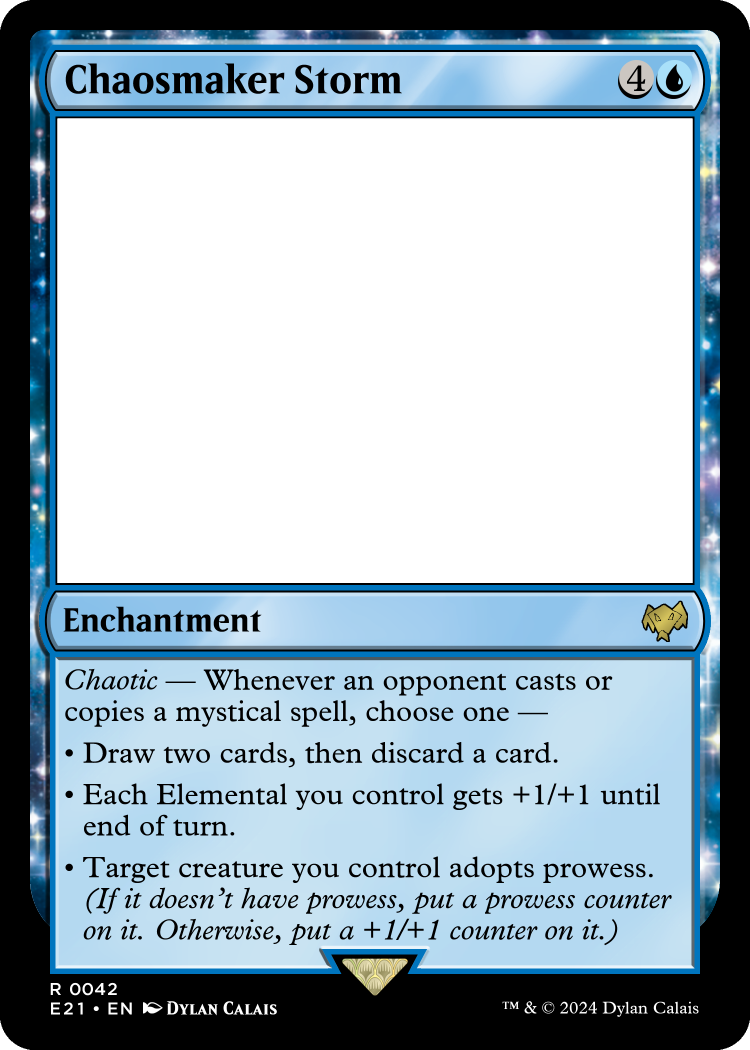 Chaosmaker Storm 4
Enchantment
Chaotic — Whenever an opponent casts or
copies a mystical spell, choose one —
• Draw two cards, then discard a card.
• Each Elemental you control gets +1/+1 until
end of turn.
• Target creature you control adopts prowess.
(If it doesn't have prowess, put a prowess counter
on it. Otherwise, put a +1/+1 counter on it.)
R 0042
E21 • EN Dylan Calais
™ & © 2024 Dylan Calais